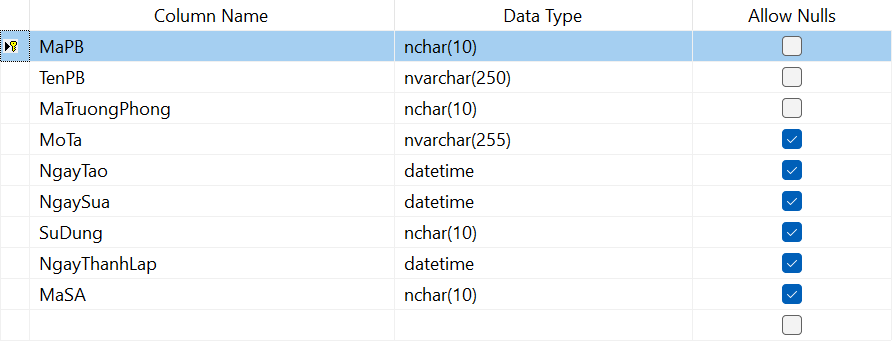 Column Name Data Type Allow Nulls
MaPB nchar(10)
TenPB nvarchar(250)
MaTruongPhong nchar(10)
MoTa nvarchar(255)
NgayTao datetime
NgaySua datetime
SuDung nchar(10)
NgayThanhLap datetime
MaSA nchar(10)